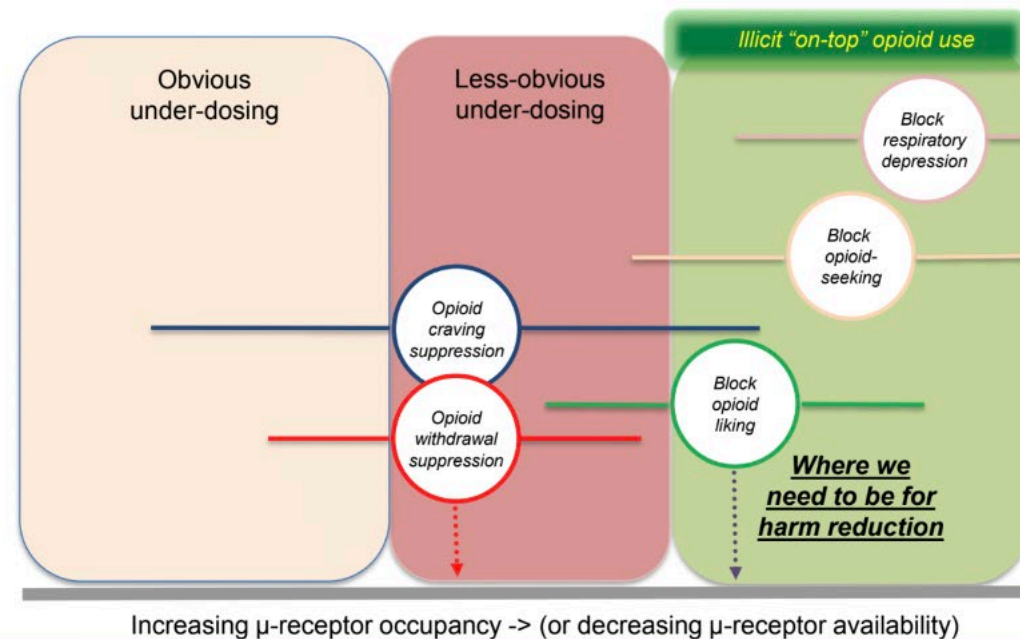 Illicit “on-top” opioid use
Obvious
under-dosing
Less-obvious
under-dosing
Block
respiratory
depression
Block
opioid-
seeking
Opioid
craving
suppression
Block
opioid
liking
Opioid
withdrawal
suppression
Where we
need to be for
harm reduction
Increasing µ-receptor occupancy -> (or decreasing µ-receptor availability)